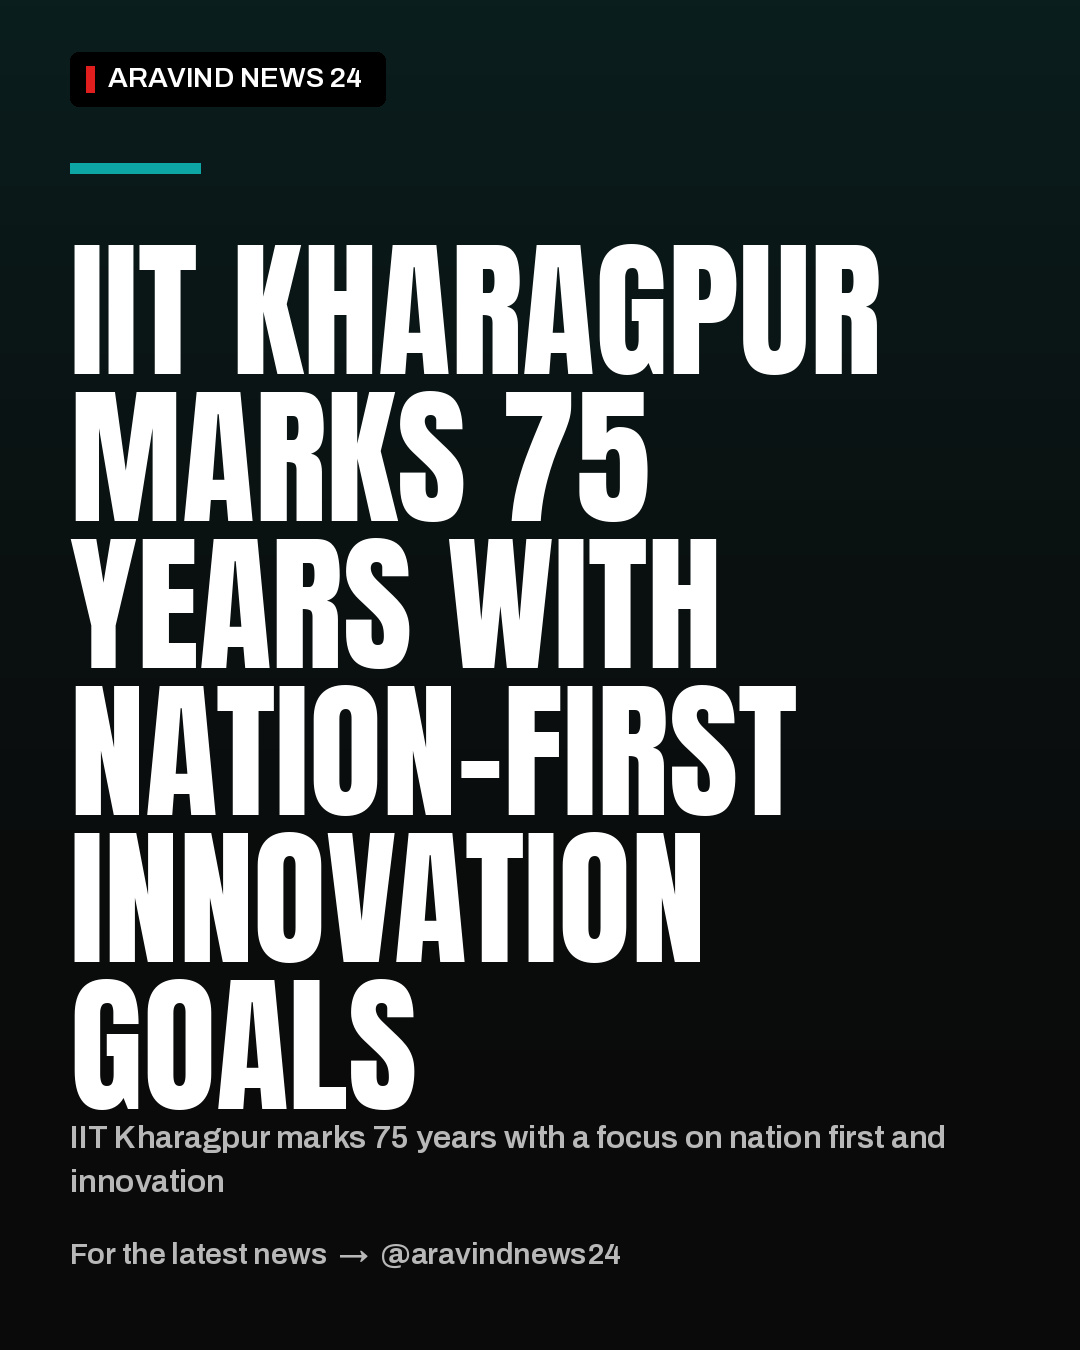 ARAVIND NEWS 24
IIT KHARAGPUR
MARKS 75
YEARS WITH
NATION-FIRST
INNOVATION
GOALS
IIT Kharagpur marks 75 years with a focus on nation first and
innovation
For the latest news → @aravindnews24